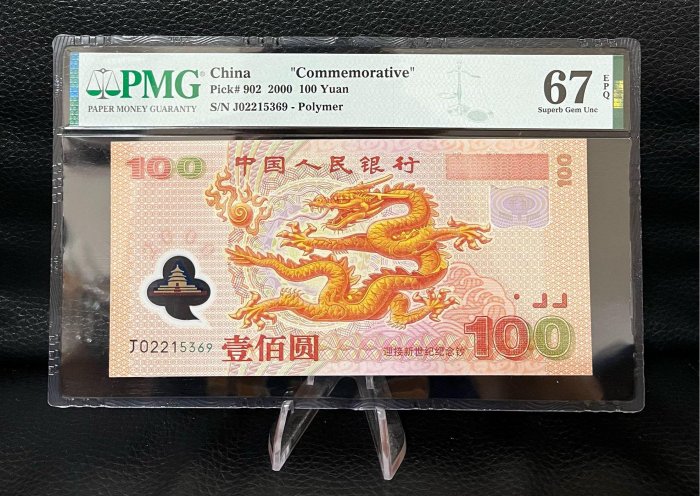 PMG
PAPER MONEY GUARANTY
China "Commemorative"
Pick# 902 2000 100 Yuan
S/N J02215369 - Polymer
67
EPQ
Superb Gem Unc
100
中国人民银行
100
J02215369
壹佰圆
迎接新世纪纪念钞
100